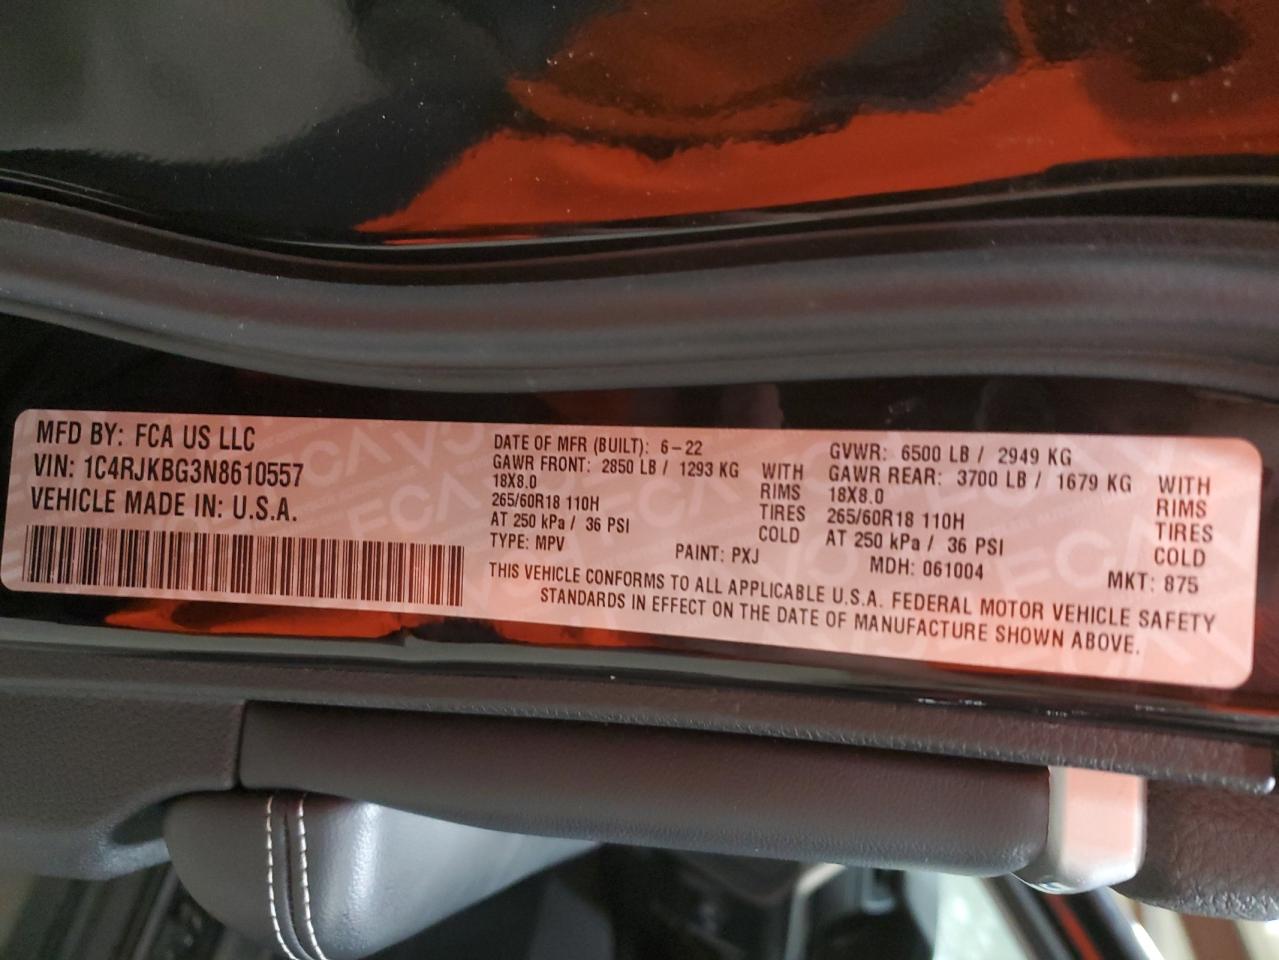 MFD BY: FCA US LLC
VIN: 1C4RJKBG3N8610557
VEHICLE MADE IN: U.S.A.
DATE OF MFR (BUILT): 6-22
GAWR FRONT: 2850 LB / 1293 KG WITH
18X8.0 RIMS
265/60R18 110H TIRES
AT 250 kPa / 36 PSI COLD
TYPE: MPV PAINT: PXJ
GVWR: 6500 LB / 2949 KG
GAWR REAR: 3700 LB / 1679 KG WITH
18X8.0 RIMS
265/60R18 110H TIRES
AT 250 kPa / 36 PSI COLD
MDH: 061004 MKT: 875
THIS VEHICLE CONFORMS TO ALL APPLICABLE U.S.A. FEDERAL MOTOR VEHICLE SAFETY
STANDARDS IN EFFECT ON THE DATE OF MANUFACTURE SHOWN ABOVE.